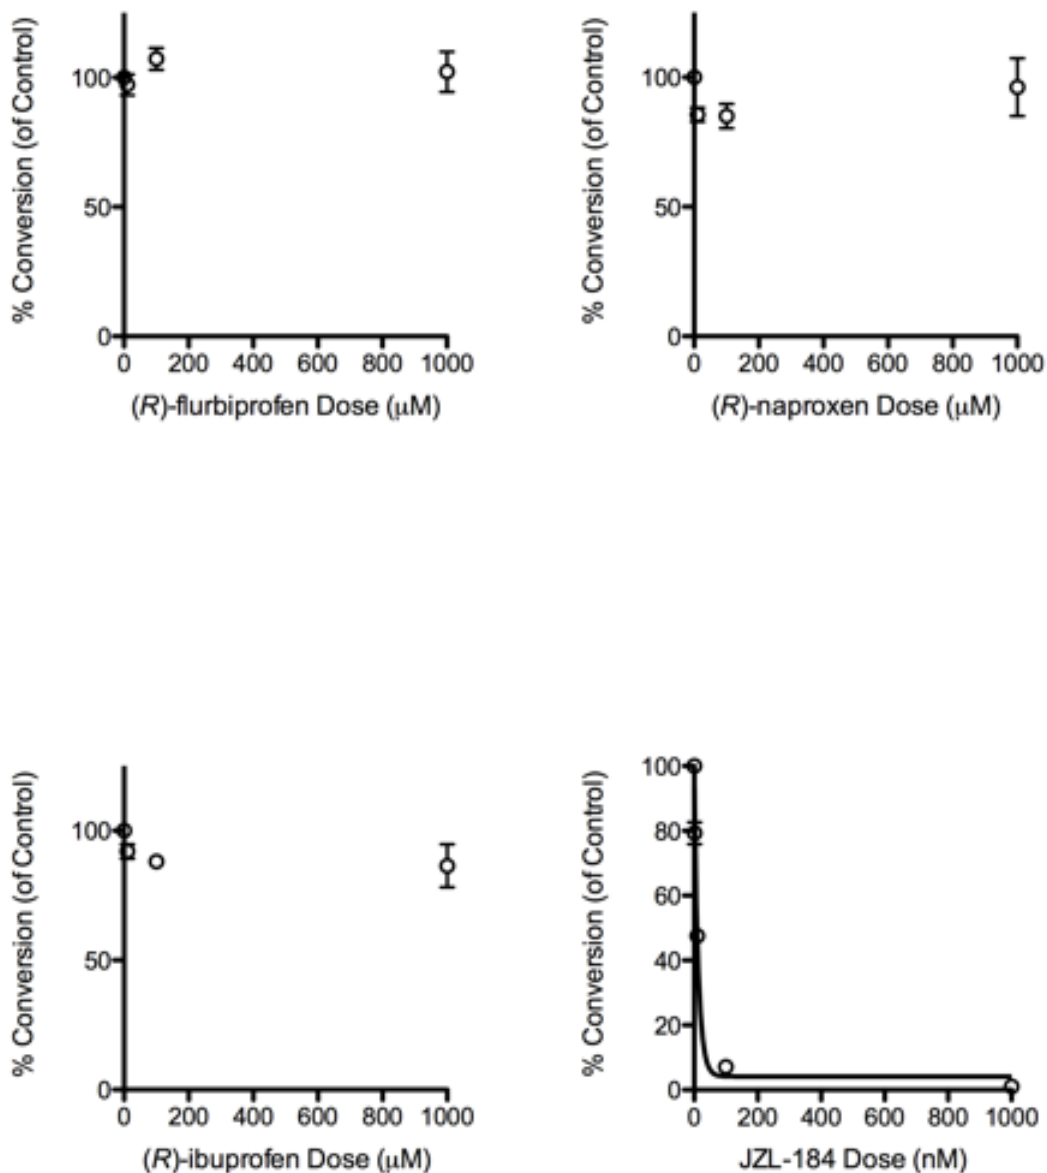 % Conversion (of Control)
100
50
0
0 200 400 600 800 1000
(R)-flurbiprofen Dose (μM)
% Conversion (of Control)
100
50
0
0 200 400 600 800 1000
(R)-naproxen Dose (μM)
% Conversion (of Control)
100
50
0
0 200 400 600 800 1000
(R)-ibuprofen Dose (μM)
% Conversion (of Control)
100
80
60
40
20
0
0 200 400 600 800 1000
JZL-184 Dose (nM)